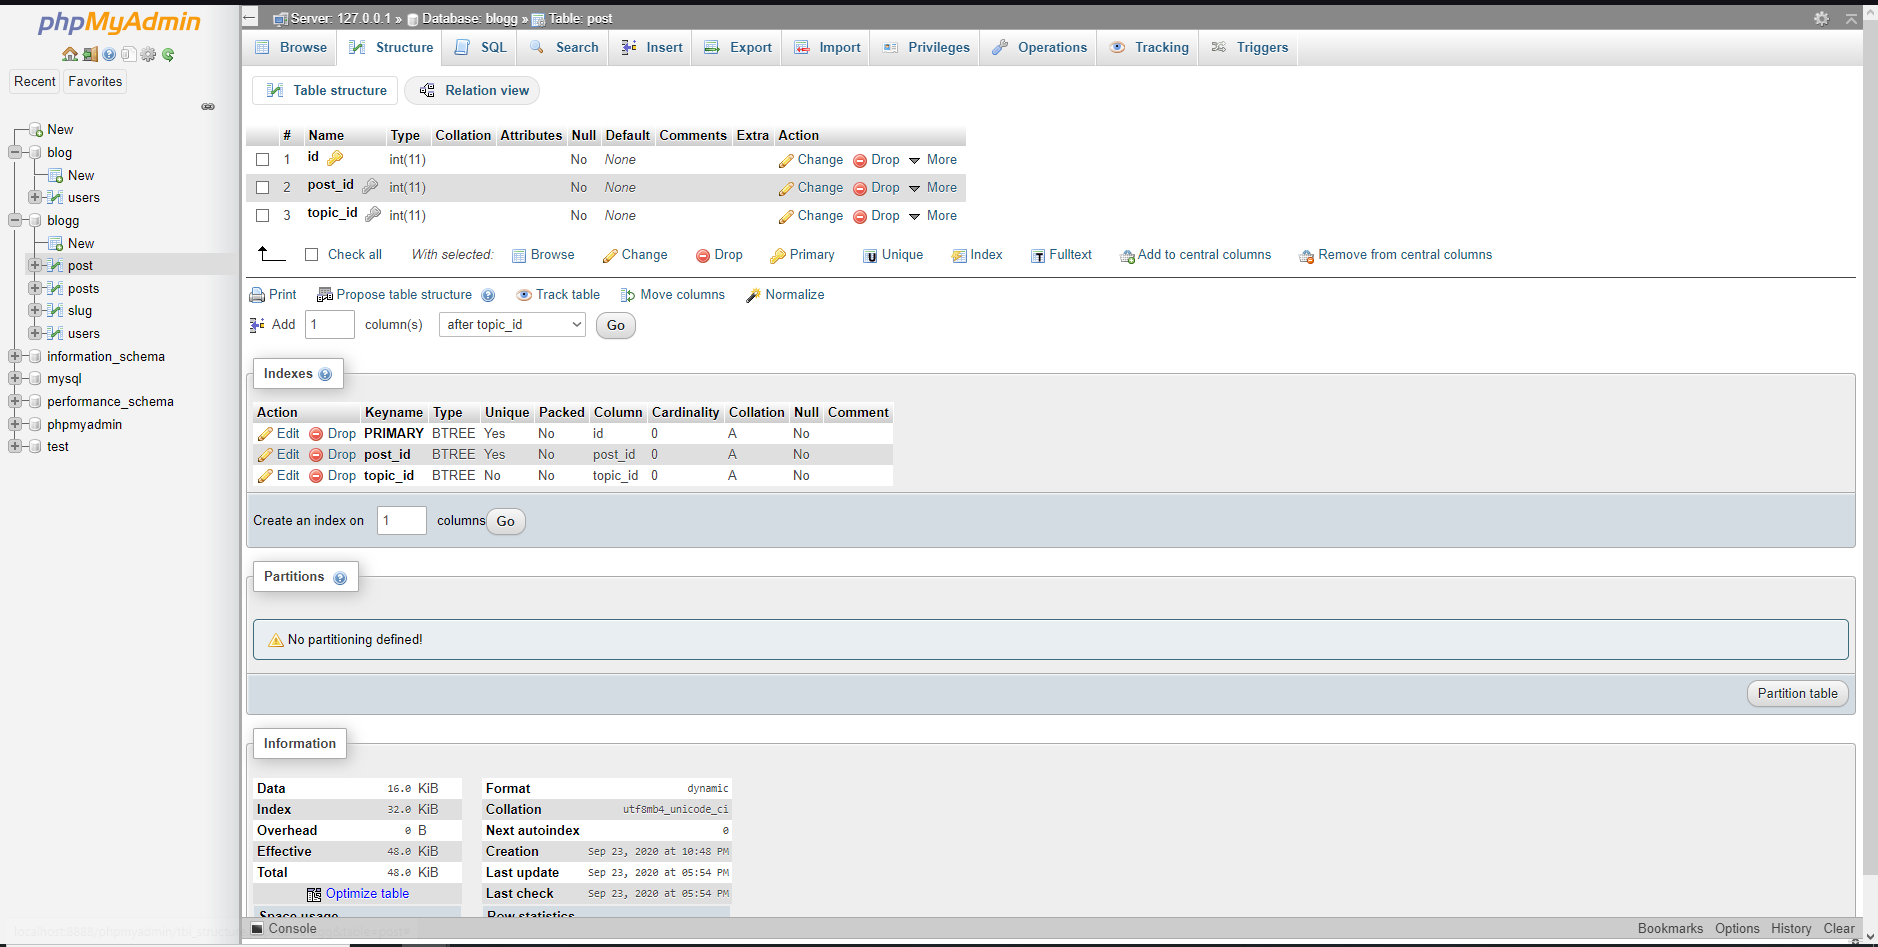 phpMyAdmin
Recent Favorites
New
blog
New
users
blogg
New
post
posts
slug
users
information_schema
mysql
performance_schema
phpmyadmin
test
Server: 127.0.0.1 » Database: blogg » Table: post
Browse Structure SQL Search Insert Export Import Privileges Operations Tracking Triggers
Table structure Relation view
# Name Type Collation Attributes Null Default Comments Extra Action
1 id int(11) No None Change Drop More
2 post_id int(11) No None Change Drop More
3 topic_id int(11) No None Change Drop More
Check all With selected: Browse Change Drop Primary Unique Index Fulltext Add to central columns Remove from central columns
Print Propose table structure Track table Move columns Normalize
Add 1 column(s) after topic_id Go
Indexes
Action Keyname Type Unique Packed Column Cardinality Collation Null Comment
Edit Drop PRIMARY BTREE Yes No id 0 A No
Edit Drop post_id BTREE Yes No post_id 0 A No
Edit Drop topic_id BTREE No No topic_id 0 A No
Create an index on 1 columns Go
Partitions
No partitioning defined!
Partition table
Information
Data 16.0 KiB
Index 32.0 KiB
Overhead 0 B
Effective 48.0 KiB
Total 48.0 KiB
Optimize table
Space usage
Format dynamic
Collation utf8mb4_unicode_ci
Next autoindex 0
Creation Sep 23, 2020 at 10:48 PM
Last update Sep 23, 2020 at 05:54 PM
Last check Sep 23, 2020 at 05:54 PM
Row statistics
Console Bookmarks Options History Clear